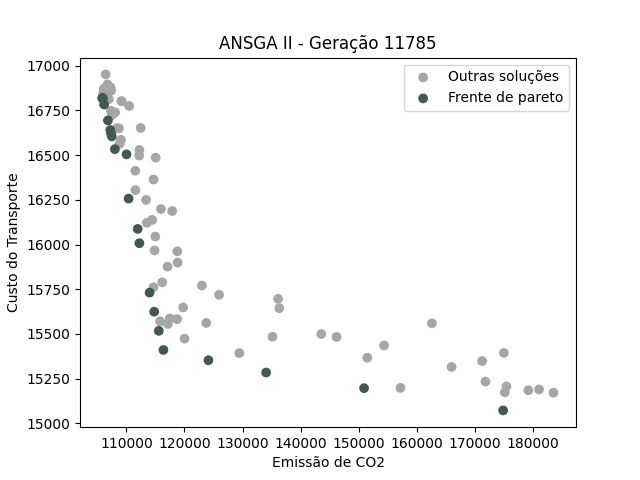 ANSGA II - Geração 11785
Outras soluções
Frente de pareto
Custo do Transporte
17000
16750
16500
16250
16000
15750
15500
15250
15000
110000 120000 130000 140000 150000 160000 170000 180000
Emissão de CO2